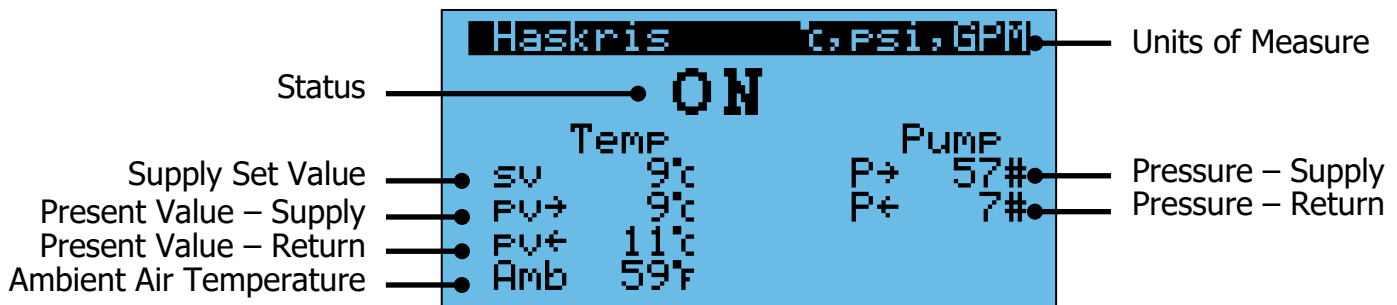 Haskris °C,psi,GPM
Units of Measure
Status
ON
Temp Pump
Supply Set Value
sv 9°C
P→ 57#
Pressure – Supply
Present Value – Supply
pv→ 9°C
P← 7#
Pressure – Return
Present Value – Return
pv← 11°C
Ambient Air Temperature
Amb 59°F